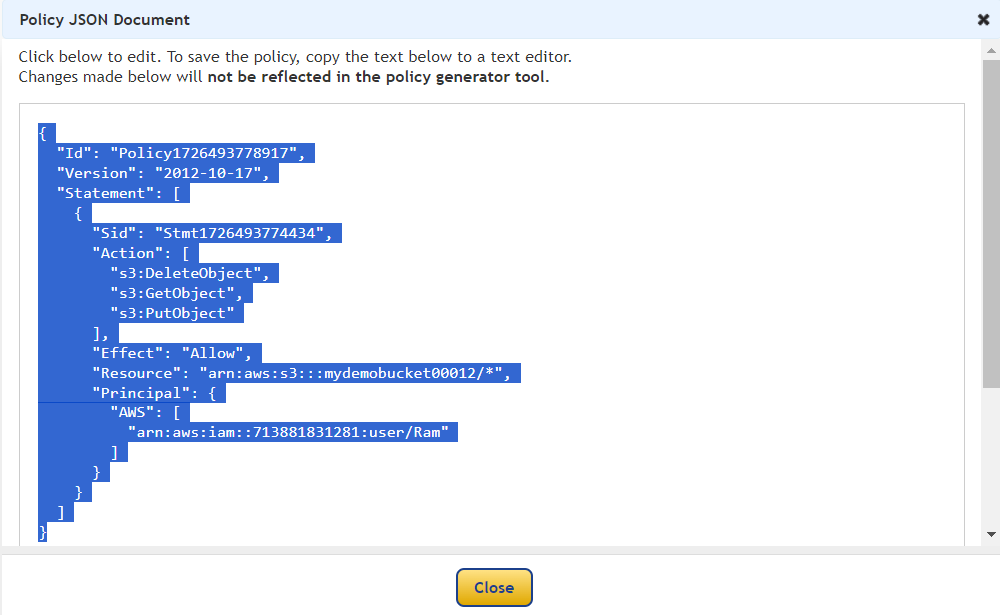 Policy JSON Document
Click below to edit. To save the policy, copy the text below to a text editor.
Changes made below will not be reflected in the policy generator tool.
{
  "Id": "Policy1726493778917",
  "Version": "2012-10-17",
  "Statement": [
    {
      "Sid": "Stmt1726493774434",
      "Action": [
        "s3:DeleteObject",
        "s3:GetObject",
        "s3:PutObject"
      ],
      "Effect": "Allow",
      "Resource": "arn:aws:s3:::mydemobucket00012/*",
      "Principal": {
        "AWS": [
          "arn:aws:iam::713881831281:user/Ram"
        ]
      }
    }
  ]
}
Close